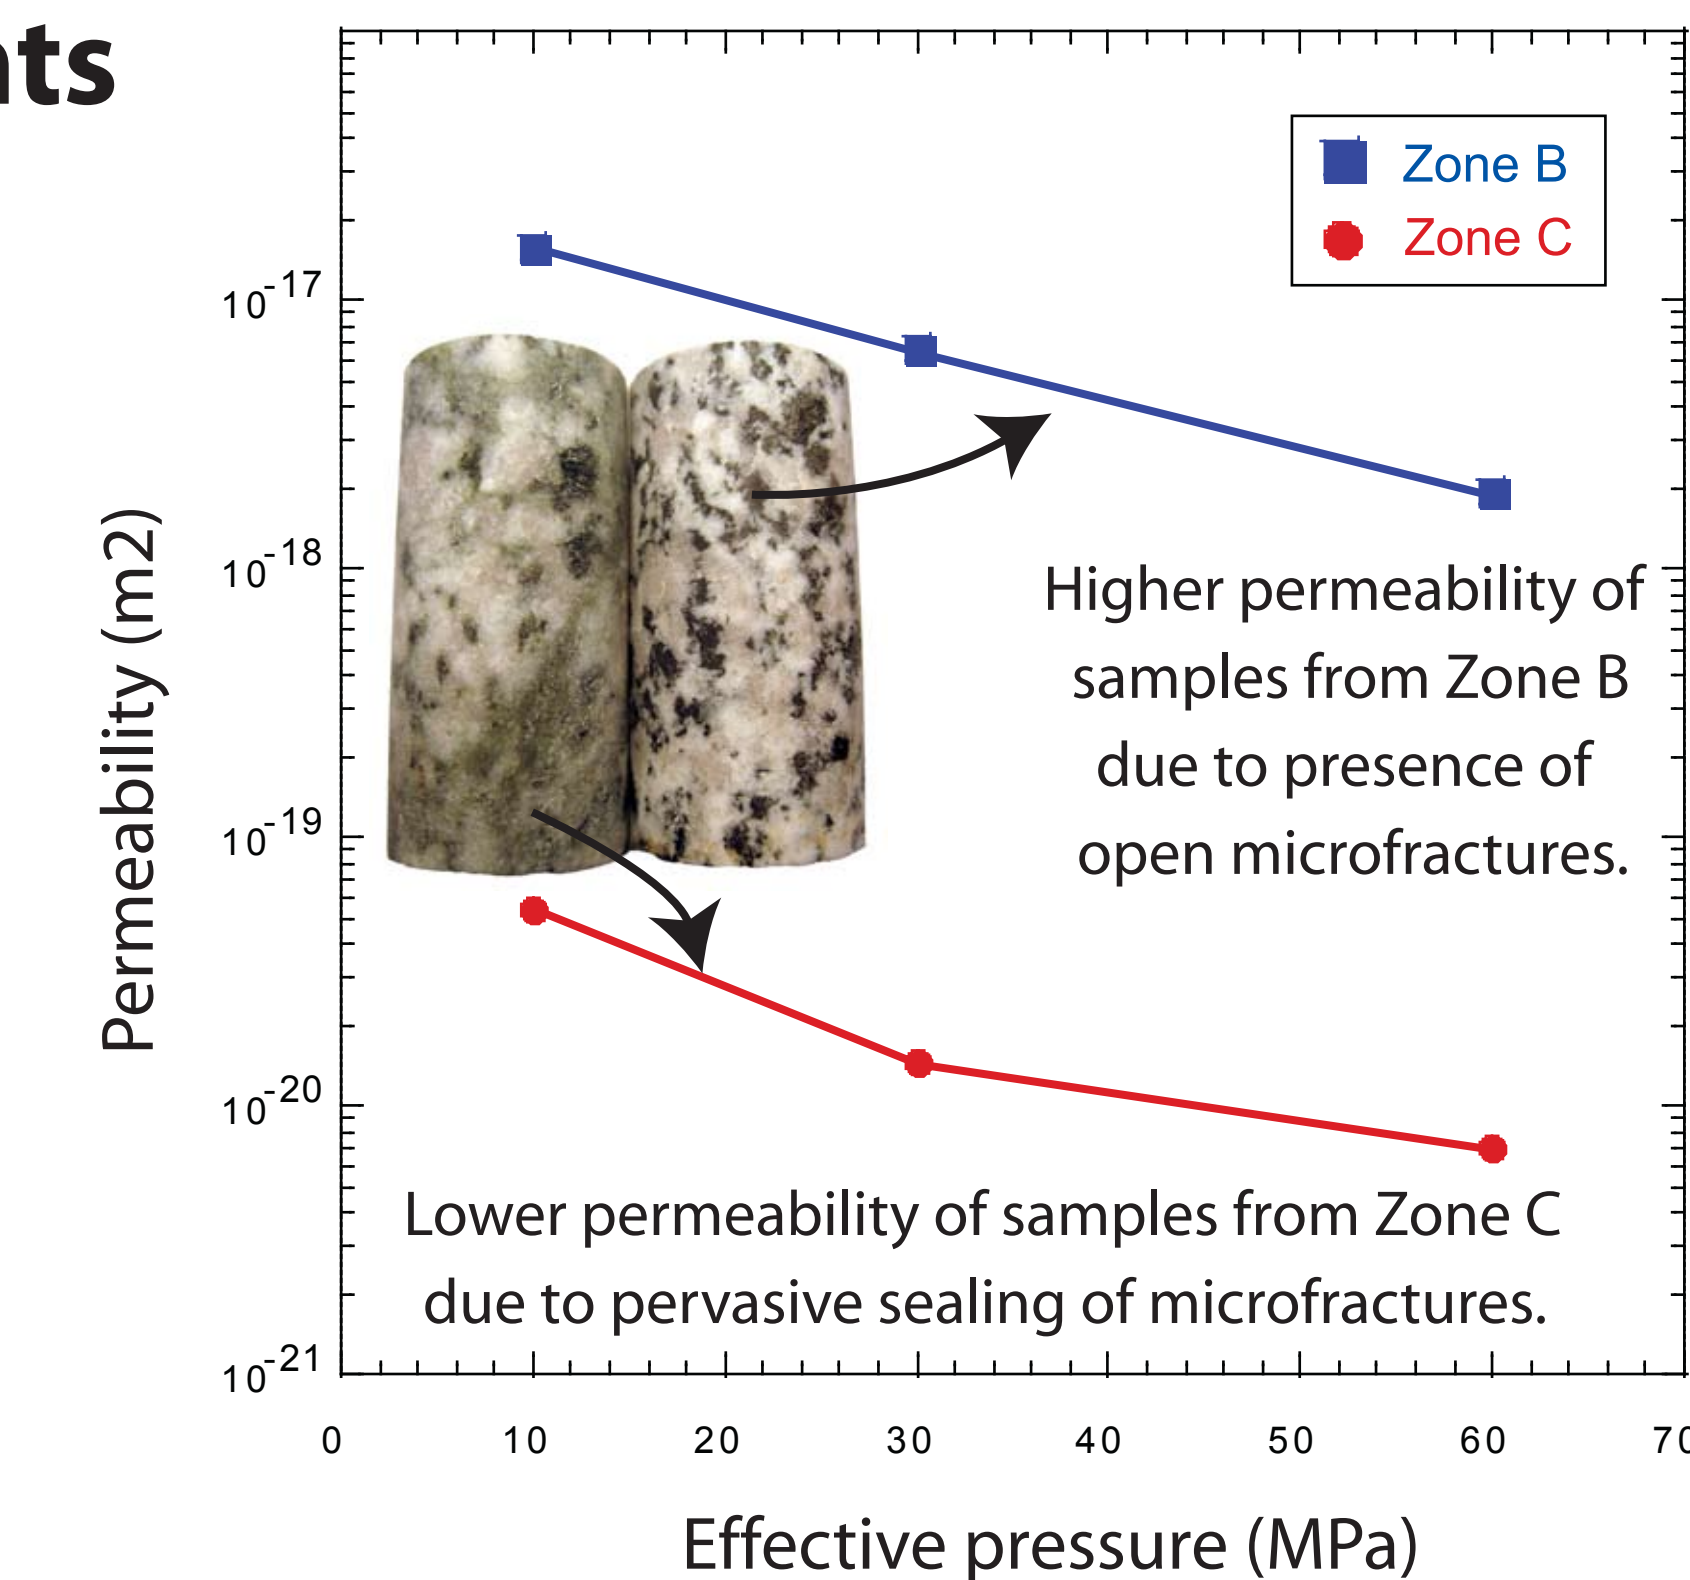 nts
Zone B
Zone C
10-17
10-18
10-19
10-20
10-21
Permeability (m2)
Higher permeability of
samples from Zone B
due to presence of
open microfractures.
Lower permeability of samples from Zone C
due to pervasive sealing of microfractures.
0 10 20 30 40 50 60 70
Effective pressure (MPa)